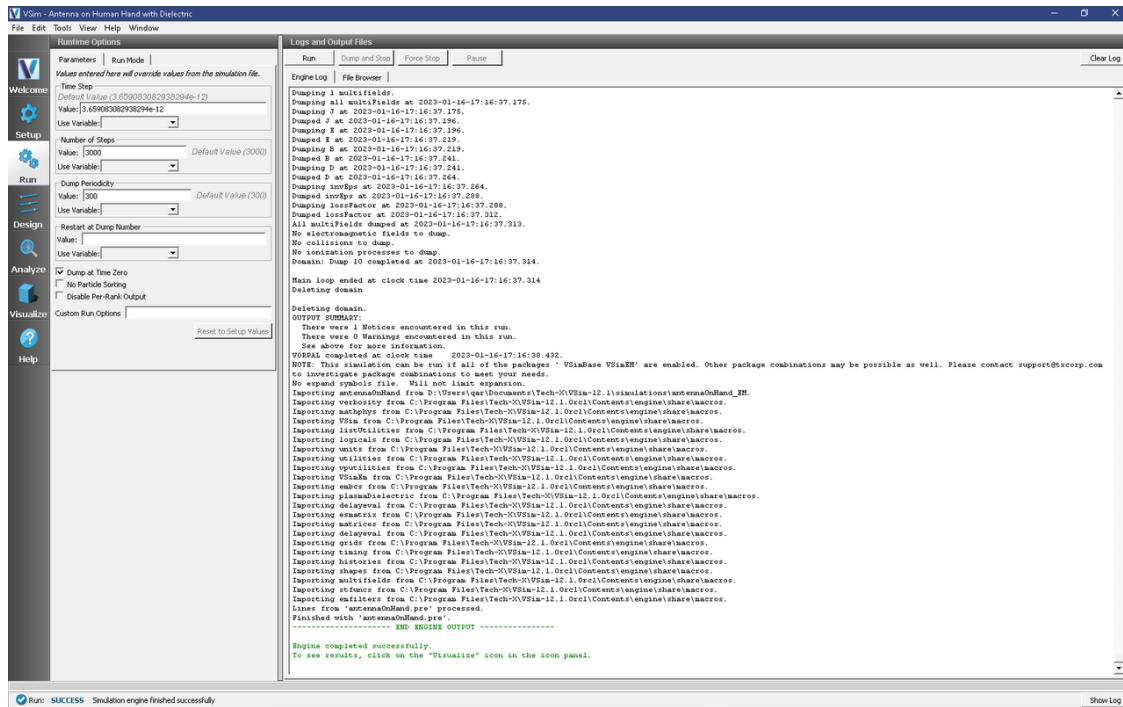 VSim - Antenna on Human Hand with Dielectric
File Edit Tools View Help Window
Welcome
Setup
Run
Design
Analyze
Visualize
Help
Runtime Options
Parameters Run Mode
Values entered here will override values from the simulation file.
Time Step
Default Value (3.659083082938294e-12)
Value: 3.659083082938294e-12
Use Variable:
Number of Steps
Value: 3000 Default Value (3000)
Use Variable:
Dump Periodicity
Value: 300 Default Value (300)
Use Variable:
Restart at Dump Number
Value:
Use Variable:
Dump at Time Zero
No Particle Sorting
Disable Per-Rank Output
Custom Run Options
Reset to Setup Values
Logs and Output Files
Run Dump and Stop Force Stop Pause Clear Log
Engine Log File Browser
Dumping 1 multifields.
Dumping all multiFields at 2023-01-16-17:16:37.175.
Dumping J at 2023-01-16-17:16:37.175.
Dumped J at 2023-01-16-17:16:37.196.
Dumping E at 2023-01-16-17:16:37.196.
Dumped E at 2023-01-16-17:16:37.219.
Dumping B at 2023-01-16-17:16:37.219.
Dumped B at 2023-01-16-17:16:37.241.
Dumping D at 2023-01-16-17:16:37.241.
Dumped D at 2023-01-16-17:16:37.264.
Dumping invEps at 2023-01-16-17:16:37.264.
Dumped invEps at 2023-01-16-17:16:37.288.
Dumping lossFactor at 2023-01-16-17:16:37.288.
Dumped lossFactor at 2023-01-16-17:16:37.312.
All multiFields dumped at 2023-01-16-17:16:37.313.
No electromagnetic fields to dump.
No collisions to dump.
No ionization processes to dump.
Domain: Dump 10 completed at 2023-01-16-17:16:37.314.
Main loop ended at clock time 2023-01-16-17:16:37.314
Deleting domain
Deleting domain.
OUTPUT SUMMARY:
There were 1 Notices encountered in this run.
There were 0 Warnings encountered in this run.
See above for more information.
VORPAL completed at clock time 2023-01-16-17:16:38.432.
NOTE: This simulation can be run if all of the packages ' VSimBase VSimEM' are enabled. Other package combinations may be possible as well. Please contact support@txcorp.com
to investigate package combinations to meet your needs.
No expand symbols file. Will not limit expansion.
Importing antennaOnHand from D:\Users\qar\Documents\Tech-X\VSim-12.1\simulations\antennaOnHand_EM.
Importing verbosity from C:\Program Files\Tech-X\VSim-12.1.0rc1\Contents\engine\share\macros.
Importing mathphys from C:\Program Files\Tech-X\VSim-12.1.0rc1\Contents\engine\share\macros.
Importing VSim from C:\Program Files\Tech-X\VSim-12.1.0rc1\Contents\engine\share\macros.
Importing listUtilities from C:\Program Files\Tech-X\VSim-12.1.0rc1\Contents\engine\share\macros.
Importing logicals from C:\Program Files\Tech-X\VSim-12.1.0rc1\Contents\engine\share\macros.
Importing units from C:\Program Files\Tech-X\VSim-12.1.0rc1\Contents\engine\share\macros.
Importing utilities from C:\Program Files\Tech-X\VSim-12.1.0rc1\Contents\engine\share\macros.
Importing vputilities from C:\Program Files\Tech-X\VSim-12.1.0rc1\Contents\engine\share\macros.
Importing VSimEm from C:\Program Files\Tech-X\VSim-12.1.0rc1\Contents\engine\share\macros.
Importing embcs from C:\Program Files\Tech-X\VSim-12.1.0rc1\Contents\engine\share\macros.
Importing plasmaDielectric from C:\Program Files\Tech-X\VSim-12.1.0rc1\Contents\engine\share\macros.
Importing delayeval from C:\Program Files\Tech-X\VSim-12.1.0rc1\Contents\engine\share\macros.
Importing esmatrix from C:\Program Files\Tech-X\VSim-12.1.0rc1\Contents\engine\share\macros.
Importing matrices from C:\Program Files\Tech-X\VSim-12.1.0rc1\Contents\engine\share\macros.
Importing delayeval from C:\Program Files\Tech-X\VSim-12.1.0rc1\Contents\engine\share\macros.
Importing grids from C:\Program Files\Tech-X\VSim-12.1.0rc1\Contents\engine\share\macros.
Importing timing from C:\Program Files\Tech-X\VSim-12.1.0rc1\Contents\engine\share\macros.
Importing histories from C:\Program Files\Tech-X\VSim-12.1.0rc1\Contents\engine\share\macros.
Importing shapes from C:\Program Files\Tech-X\VSim-12.1.0rc1\Contents\engine\share\macros.
Importing multifields from C:\Program Files\Tech-X\VSim-12.1.0rc1\Contents\engine\share\macros.
Importing stfuncs from C:\Program Files\Tech-X\VSim-12.1.0rc1\Contents\engine\share\macros.
Importing emfilters from C:\Program Files\Tech-X\VSim-12.1.0rc1\Contents\engine\share\macros.
Lines from 'antennaOnHand.pre' processed.
Finished with 'antennaOnHand.pre'.
--------------------- END ENGINE OUTPUT ----------------
Engine completed successfully.
To see results, click on the "Visualize" icon in the icon panel.
Run: SUCCESS Simulation engine finished successfully Show Log